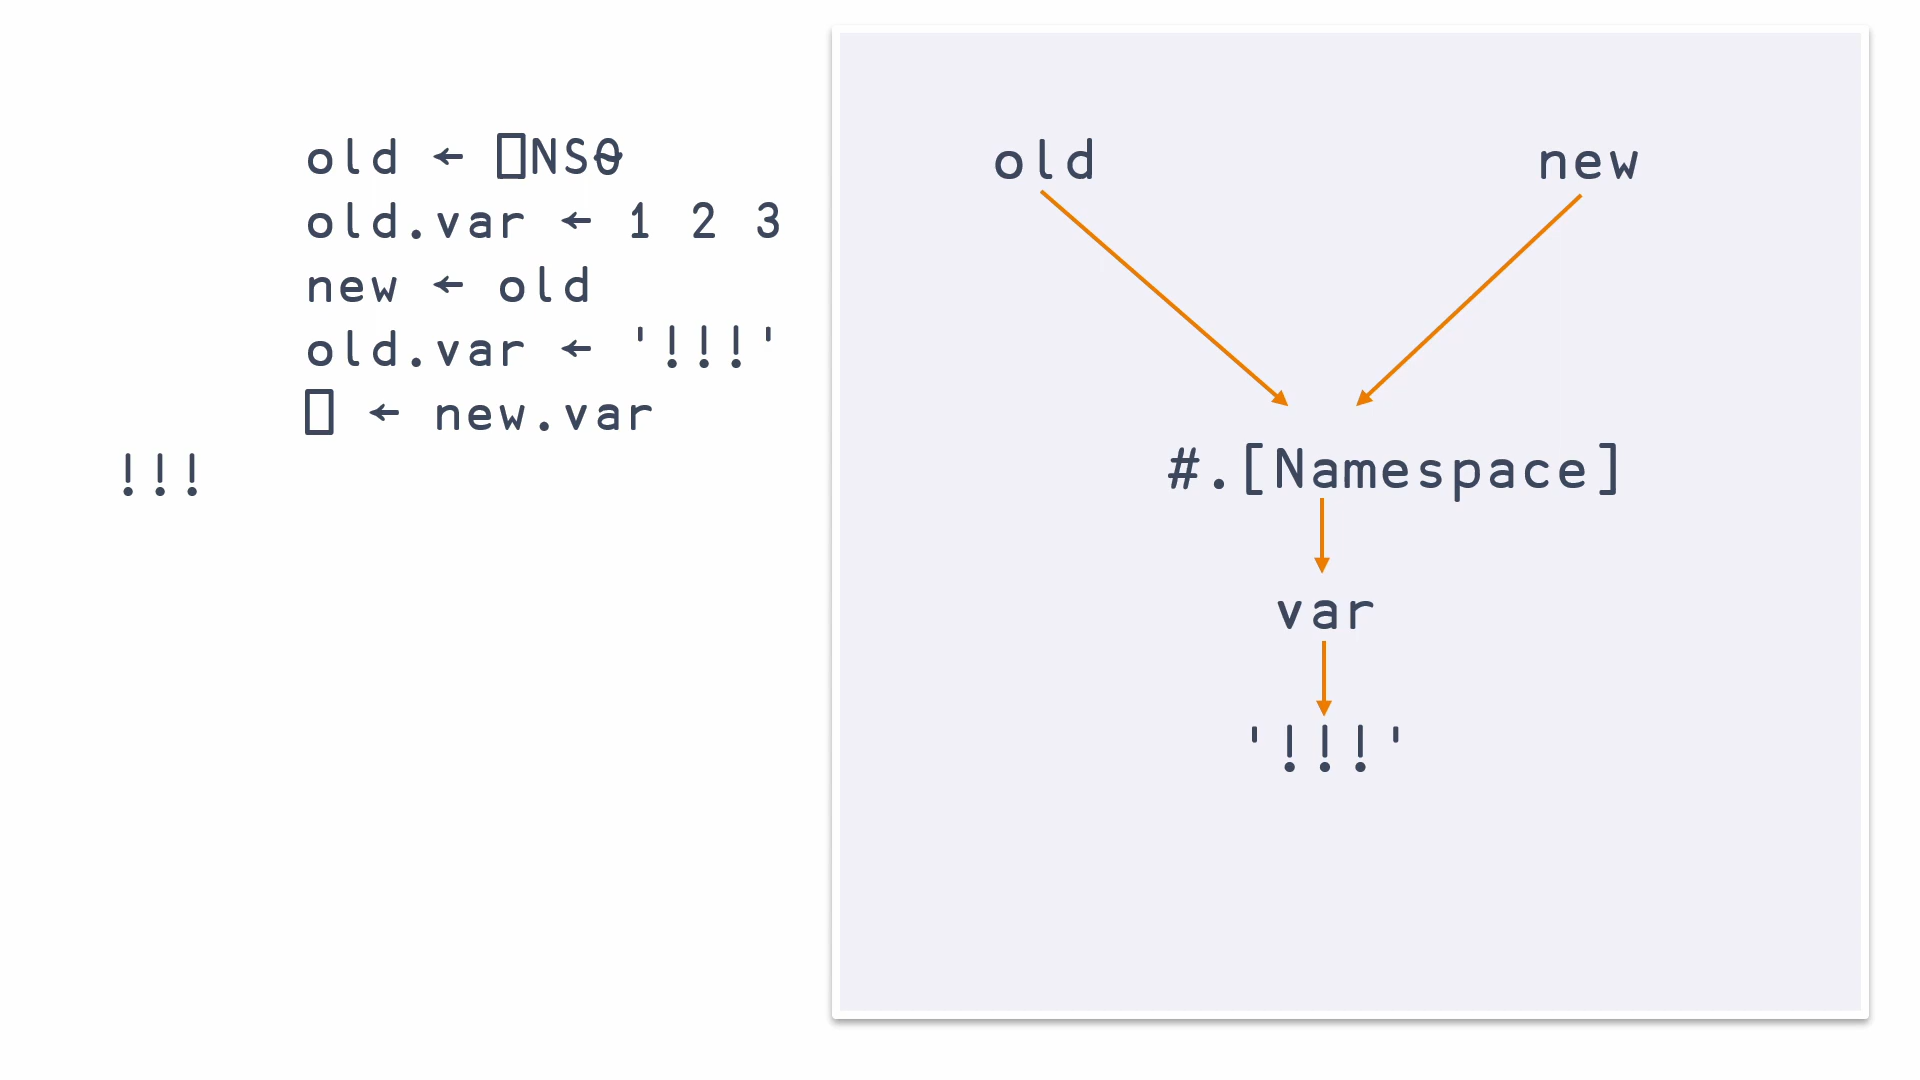 old ← ⎕NS⍬
old.var ← 1 2 3
new ← old
old.var ← '!!!'
⎕ ← new.var
!!!
old new
#.[Namespace]
var
'!!!'